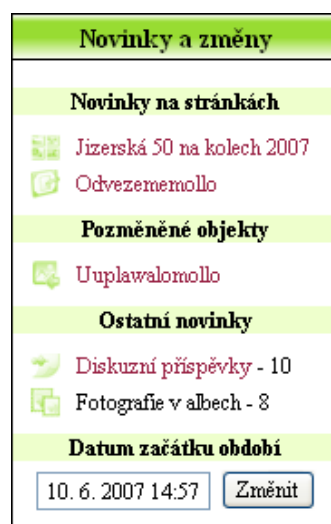 Novinky a změny
Novinky na stránkách
Jizerská 50 na kolech 2007
Odvezememollo
Pozměněné objekty
Uuplawalomollo
Ostatní novinky
Diskuzní příspěvky - 10
Fotografie v albech - 8
Datum začátku období
10. 6. 2007 14:57 Změnit